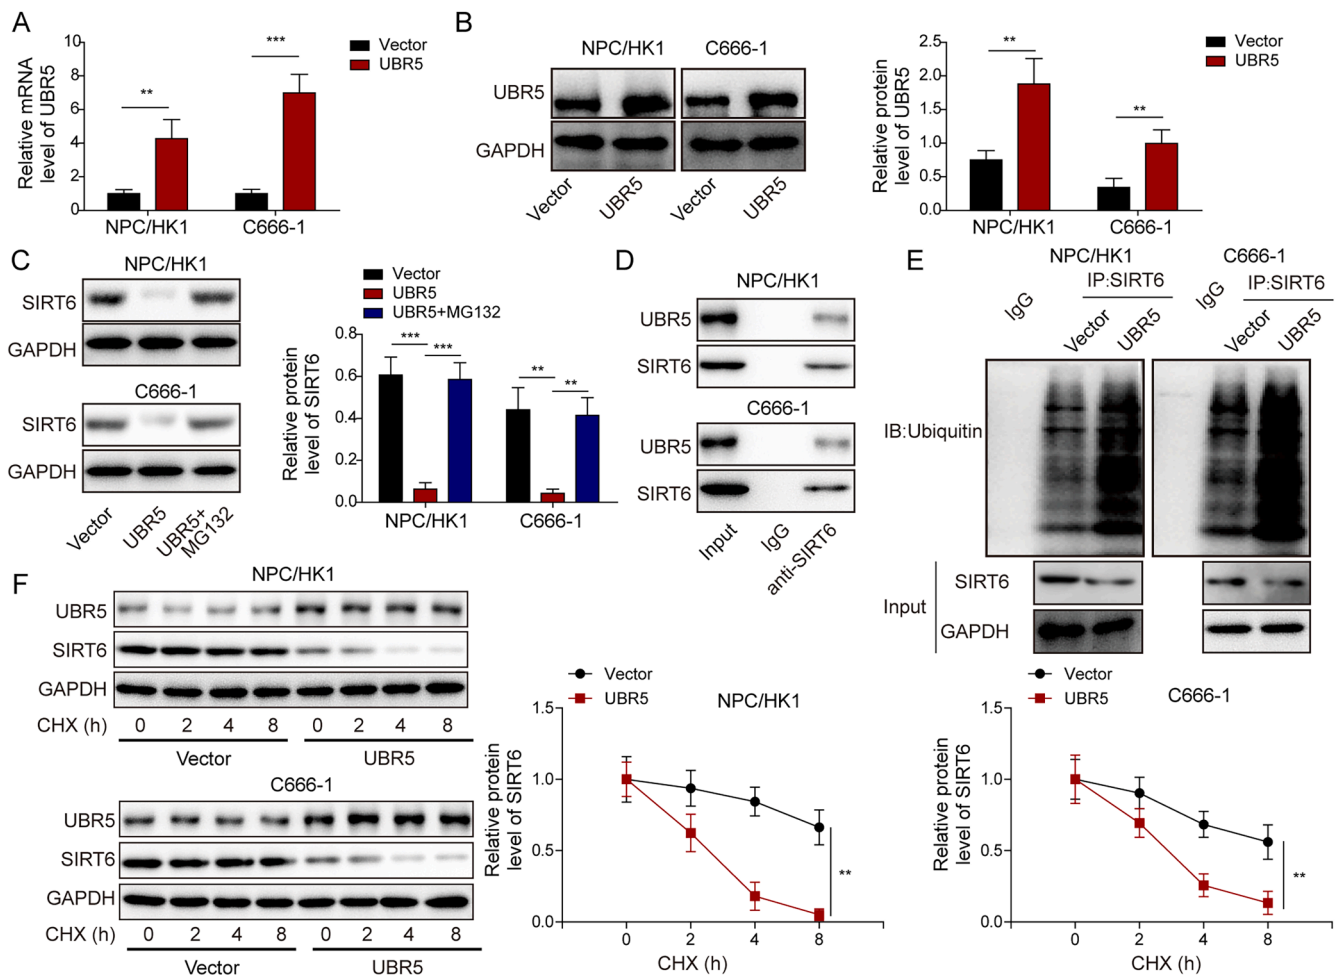 A
Relative mRNA
level of UBR5
10
8
6
4
2
0
***
**
NPC/HK1
C666-1
Vector
UBR5
B
NPC/HK1
C666-1
UBR5
GAPDH
Vector
UBR5
Vector
UBR5
Relative protein
level of UBR5
2.5
2.0
1.5
1.0
0.5
0.0
**
**
NPC/HK1
C666-1
Vector
UBR5
C
NPC/HK1
SIRT6
GAPDH
C666-1
SIRT6
GAPDH
Vector
UBR5
UBR5+
MG132
Vector
UBR5
UBR5+MG132
Relative protein
level of SIRT6
0.8
0.6
0.4
0.2
0.0
***
***
**
**
NPC/HK1
C666-1
D
NPC/HK1
UBR5
SIRT6
C666-1
UBR5
SIRT6
Input
IgG
anti-SIRT6
E
NPC/HK1
IgG
IP:SIRT6
Vector
UBR5
C666-1
IgG
IP:SIRT6
Vector
UBR5
IB:Ubiquitin
Input
SIRT6
GAPDH
F
NPC/HK1
UBR5
SIRT6
GAPDH
CHX (h) 0 2 4 8 0 2 4 8
Vector UBR5
C666-1
UBR5
SIRT6
GAPDH
CHX (h) 0 2 4 8 0 2 4 8
Vector UBR5
Vector
UBR5
NPC/HK1
Relative protein
level of SIRT6
1.5
1.0
0.5
0.0
**
0 2 4 8
CHX (h)
Vector
UBR5
C666-1
Relative protein
level of SIRT6
1.5
1.0
0.5
0.0
**
0 2 4 8
CHX (h)